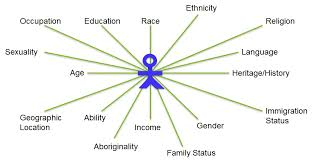 Ethnicity
Occupation
Education
Race
Religion
Sexuality
Language
Age
Heritage/History
Geographic
Location
Ability
Income
Gender
Immigration
Status
Aboriginality
Family Status